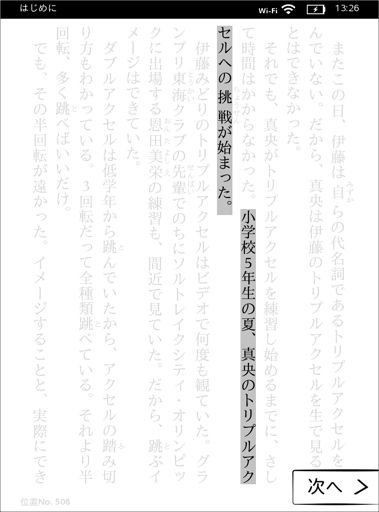 はじめに
Wi-Fi
13:26
またこの日、伊藤は自らの代名詞であるトリプルアクセルを
みずか
跳んでいない。だから、真央は伊藤のトリプルアクセルを生で見る
ことはできなかった。
それでも、真央がトリプルアクセルを練習し始めるまでに、さし
て時間はかからなかった。小学校5年生の夏、真央のトリプルアク
セルへの挑戦が始まった。
伊藤みどりのトリプルアクセルはビデオで何度も観ていた。グラ
ンプリ東海クラブの先輩でのちにソルトレイクシティ・オリンピッ
クに出場する恩田美栄の練習も、間近で見ていた。だから、跳ぶイ
メージはできていた。
ダブルアクセルは低学年から跳んでいたから、アクセルの踏み切
り方もわかっている。3回転だって全種類跳べている。それより半
回転、多く跳べばいいだけ。
でも、その半回転が遠かった。イメージすることと、実際にでき
次へ
位置No. 506